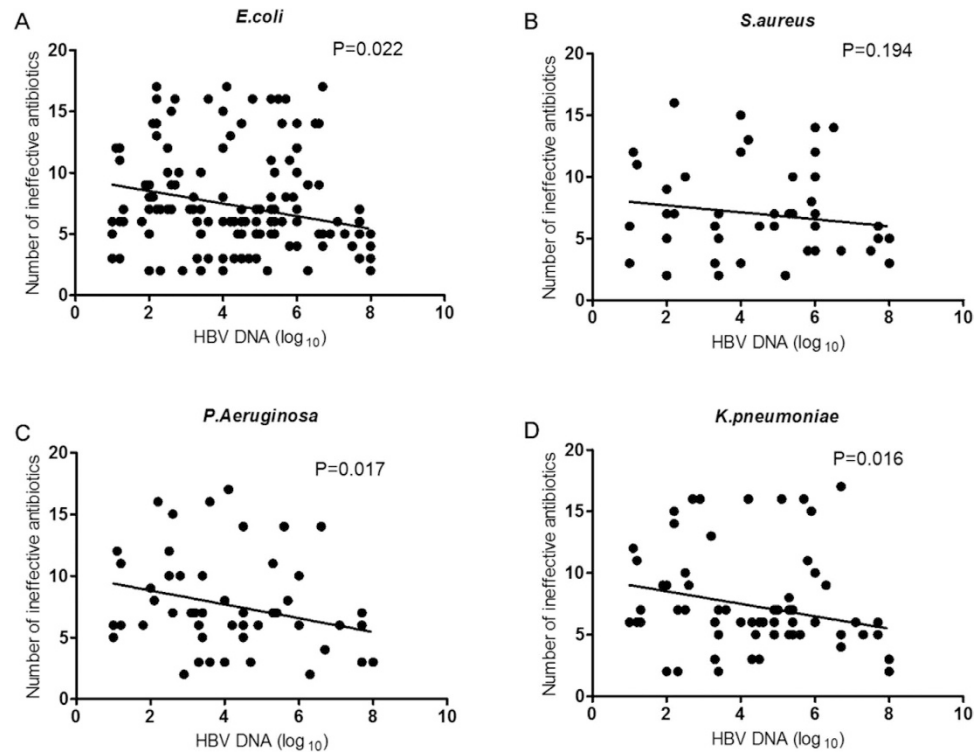 A
E.coli
P=0.022
Number of ineffective antibiotics
20
15
10
5
0
0 2 4 6 8 10
HBV DNA (log10)
B
S.aureus
P=0.194
Number of ineffective antibiotics
20
15
10
5
0
0 2 4 6 8 10
HBV DNA (log10)
C
P.Aeruginosa
P=0.017
Number of ineffective antibiotics
20
15
10
5
0
0 2 4 6 8 10
HBV DNA (log10)
D
K.pneumoniae
P=0.016
Number of ineffective antibiotics
20
15
10
5
0
0 2 4 6 8 10
HBV DNA (log10)